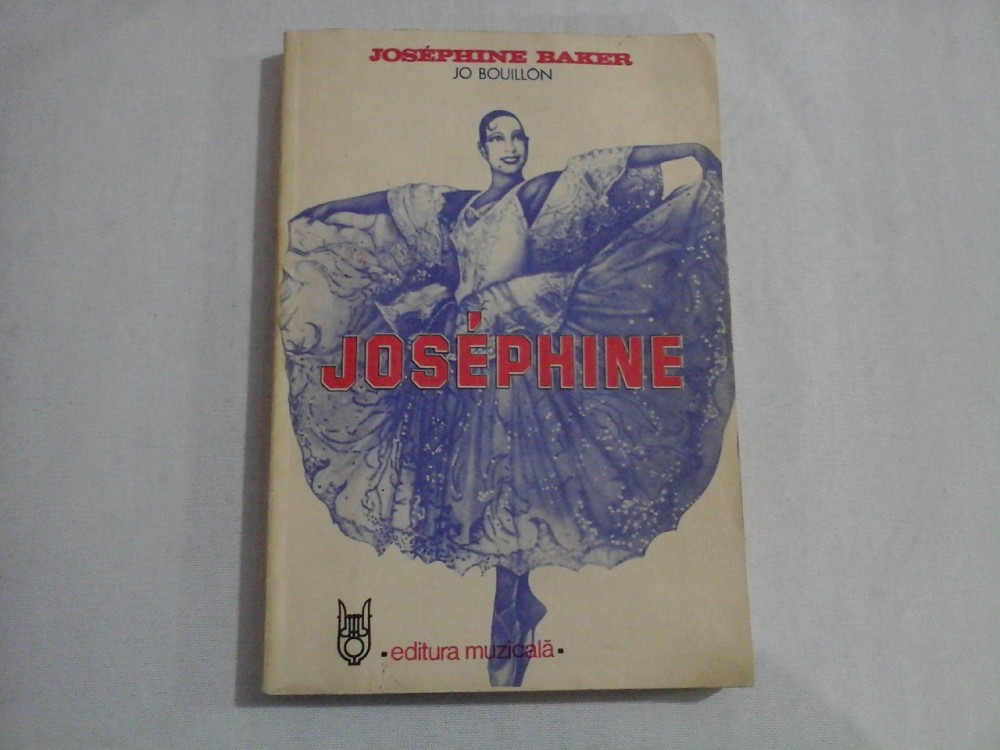 JOSÉPHINE BAKER
JO BOUILLON
JOSÉPHINE
•editura muzicală•